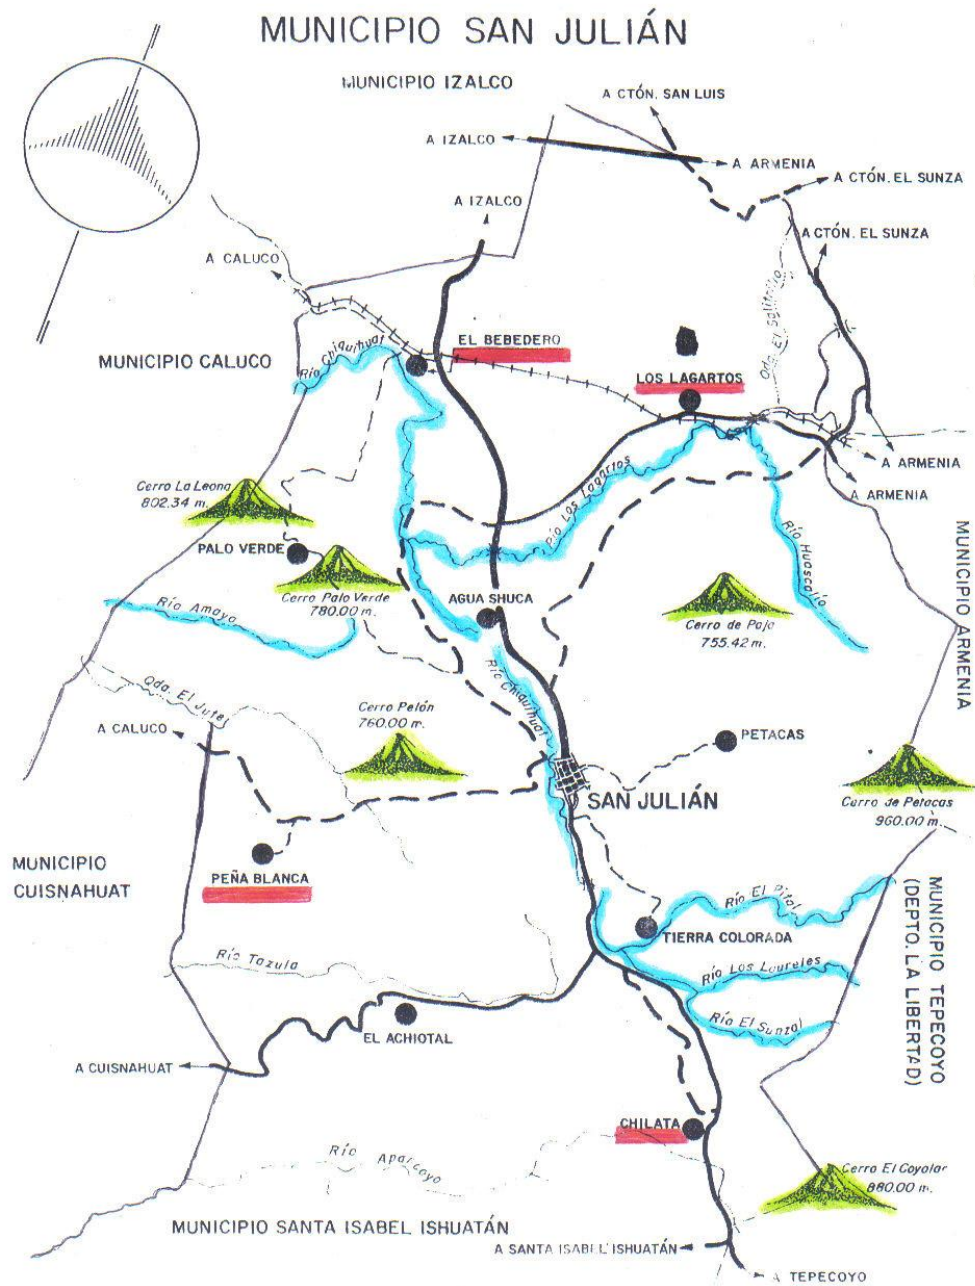 MUNICIPIO SAN JULIÁN
MUNICIPIO IZALCO
A CTÓN. SAN LUIS
A IZALCO
A ARMENIA
A CTÓN. EL SUNZA
A IZALCO
A CTÓN. EL SUNZA
A CALUCO
Qda. El Salitrillo
EL BEBEDERO
MUNICIPIO CALUCO
Río Chiquihuat
LOS LAGARTOS
A ARMENIA
A ARMENIA
Cerro La Leona
802.34 m.
Río Los Lagartos
Río Huiscollío
MUNICIPIO ARMENIA
PALO VERDE
Cerro Palo Verde
780.00 m.
AGUA SHUCA
Río Amayo
Cerro de Paja
755.42 m.
Río Chiquihuat
Qda. El Jute
Cerro Pelón
760.00 m.
A CALUCO
PETACAS
SAN JULIÁN
Cerro de Petacas
960.00 m.
MUNICIPIO
CUISNAHUAT
PEÑA BLANCA
Río El Pital
MUNICIPIO TEPECOYO
(DEPTO. LA LIBERTAD)
TIERRA COLORADA
Río Tazula
Río Los Laureles
Río El Sunzal
EL ACHIOTAL
A CUISNAHUAT
CHILATA
Río Apancoyo
Cerro El Coyolar
880.00 m.
MUNICIPIO SANTA ISABEL ISHUATÁN
A SANTA ISABEL ISHUATÁN
A TEPECOYO